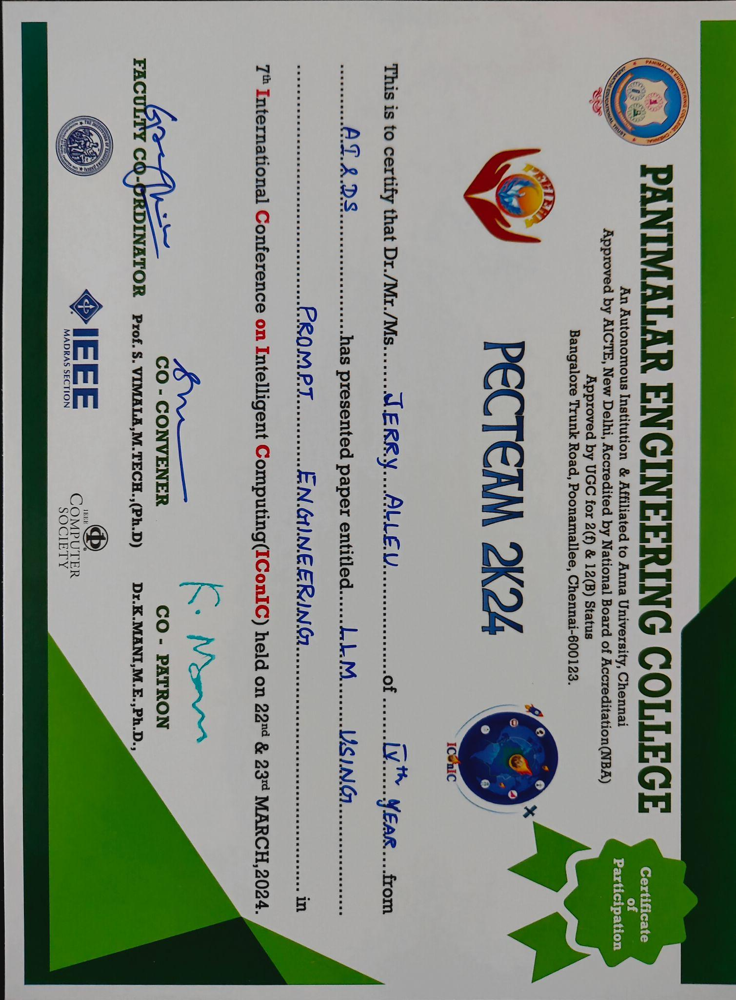 PANIMALAR ENGINEERING COLLEGE
An Autonomous Institution & Affiliated to Anna University, Chennai
Approved by AICTE, New Delhi, Accredited by National Board of Accreditation(NBA)
Approved by UGC for 2(f) & 12(B) Status
Bangalore Trunk Road, Poonamallee, Chennai-600123.
PANIMALAR ENGINEERING COLLEGE - CHENNAI
JAISAKTHI EDUCATIONAL TRUST
Certificate
of
Participation
PECTEAM 2K24
IConIC
This is to certify that Dr./Mr./Ms. JERRY ALLEN of IVth YEAR from
AI & DS has presented paper entitled LLM USING
PROMPT ENGINEERING in
7th International Conference on Intelligent Computing(IConIC) held on 22nd & 23rd MARCH,2024.
K. Mani
FACULTY CO-ORDINATOR
CO - CONVENER
CO - PATRON
Prof. S. VIMALA,M.TECH.,(Ph.D)
Dr.K.MANI,M.E.,Ph.D.,
THE INSTITUTION OF ENGINEERS (INDIA)
IEEE
MADRAS SECTION
IEEE
COMPUTER
SOCIETY